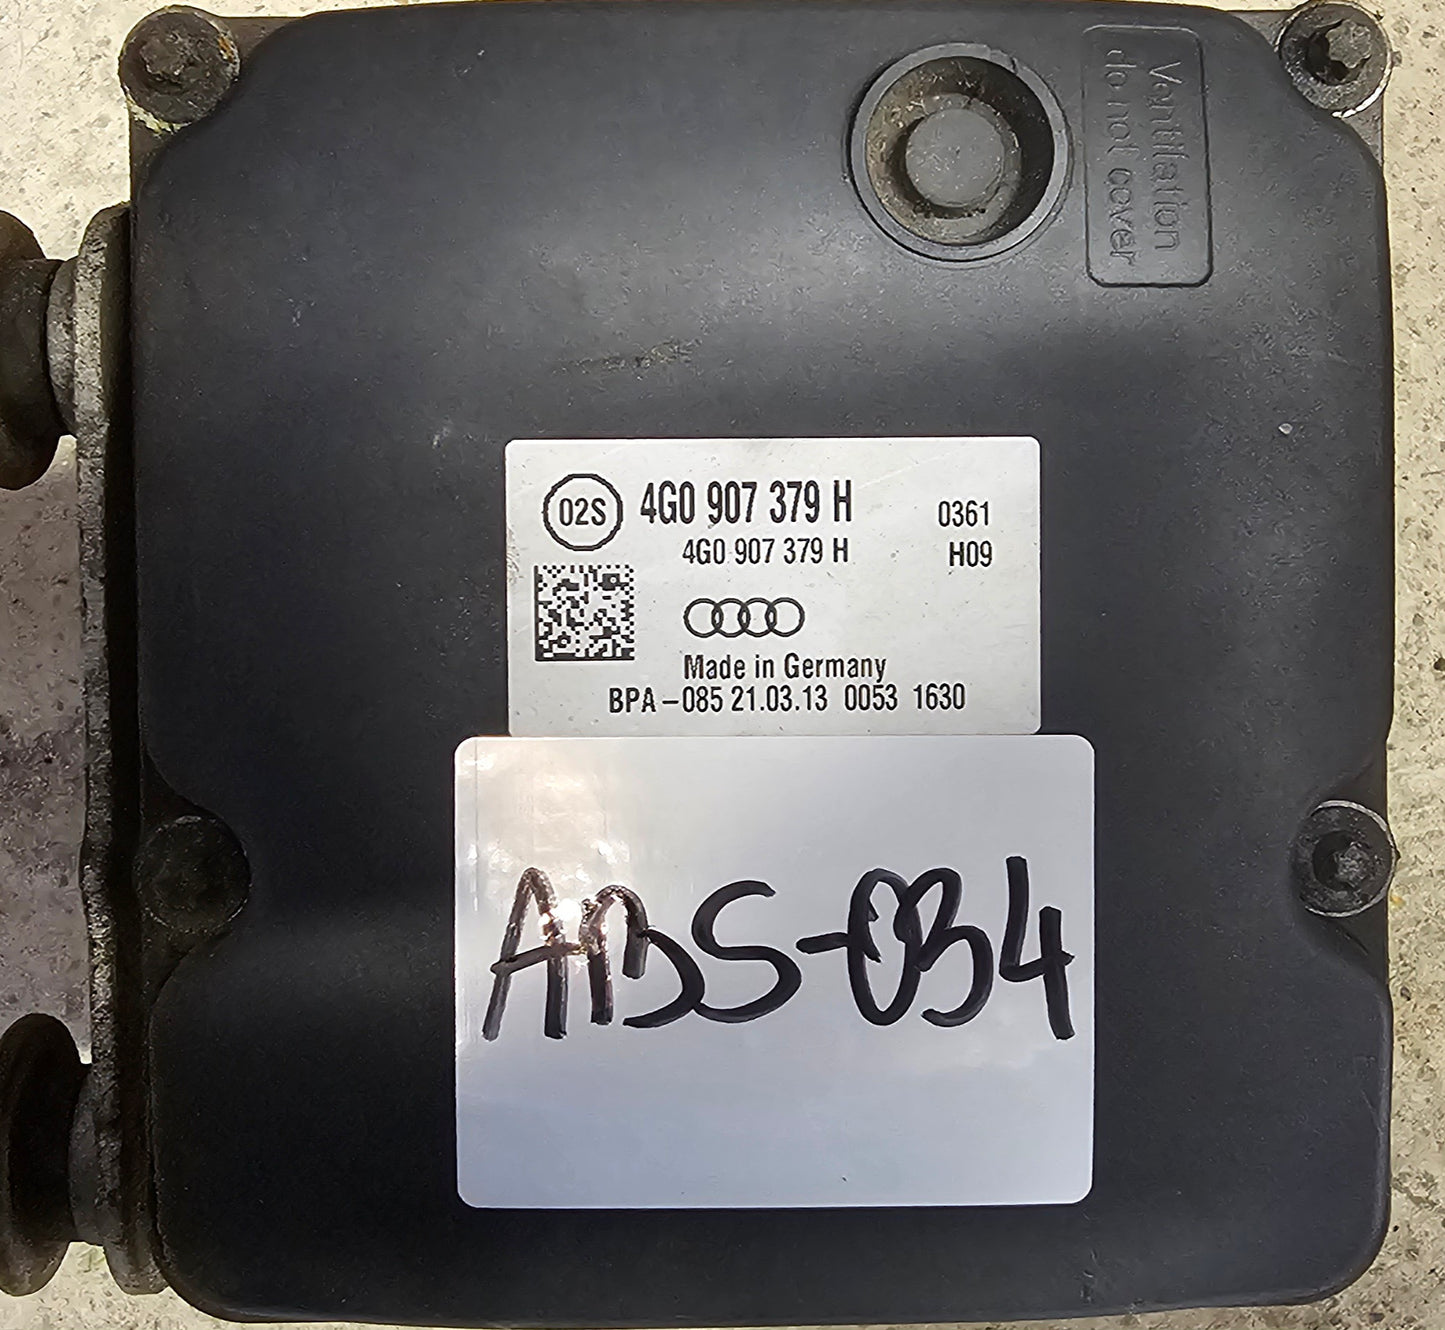 Ventilation
do not cover
02S 4G0 907 379 H 0361
4G0 907 379 H H09
Made in Germany
BPA-085 21.03.13 0053 1630
ABS-034